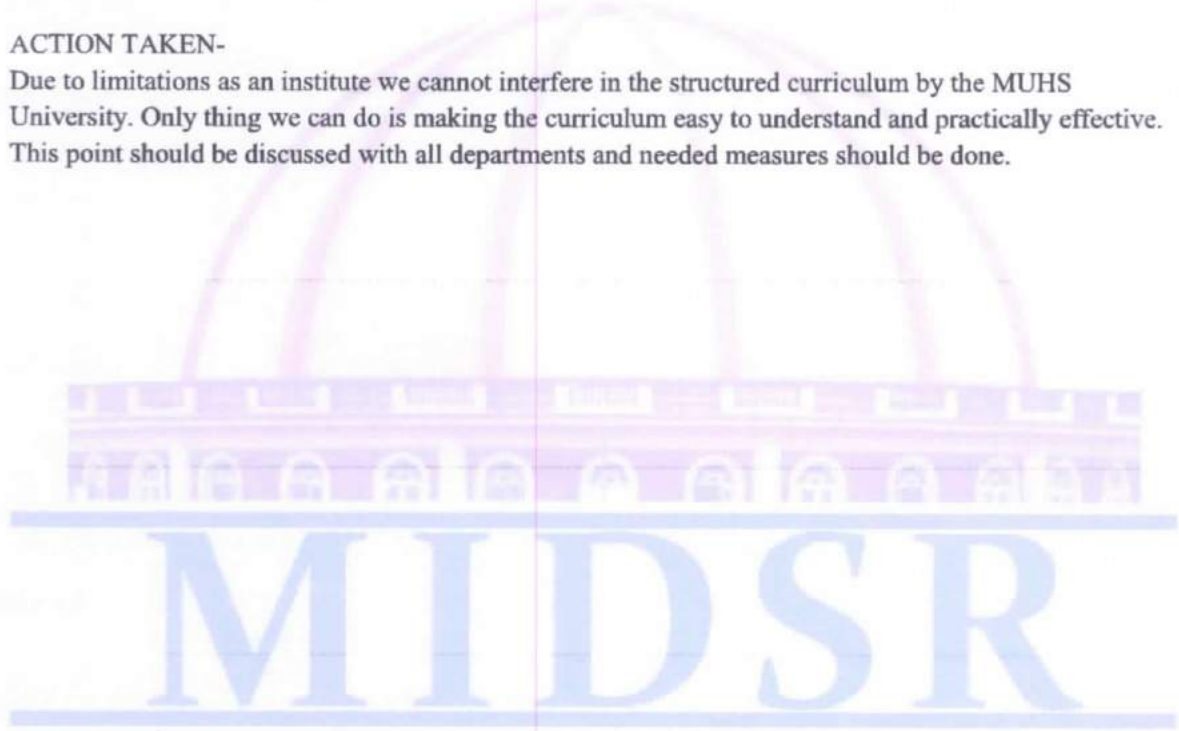 ACTION TAKEN-
Due to limitations as an institute we cannot interfere in the structured curriculum by the MUHS
University. Only thing we can do is making the curriculum easy to understand and practically effective.
This point should be discussed with all departments and needed measures should be done.
MIDSR